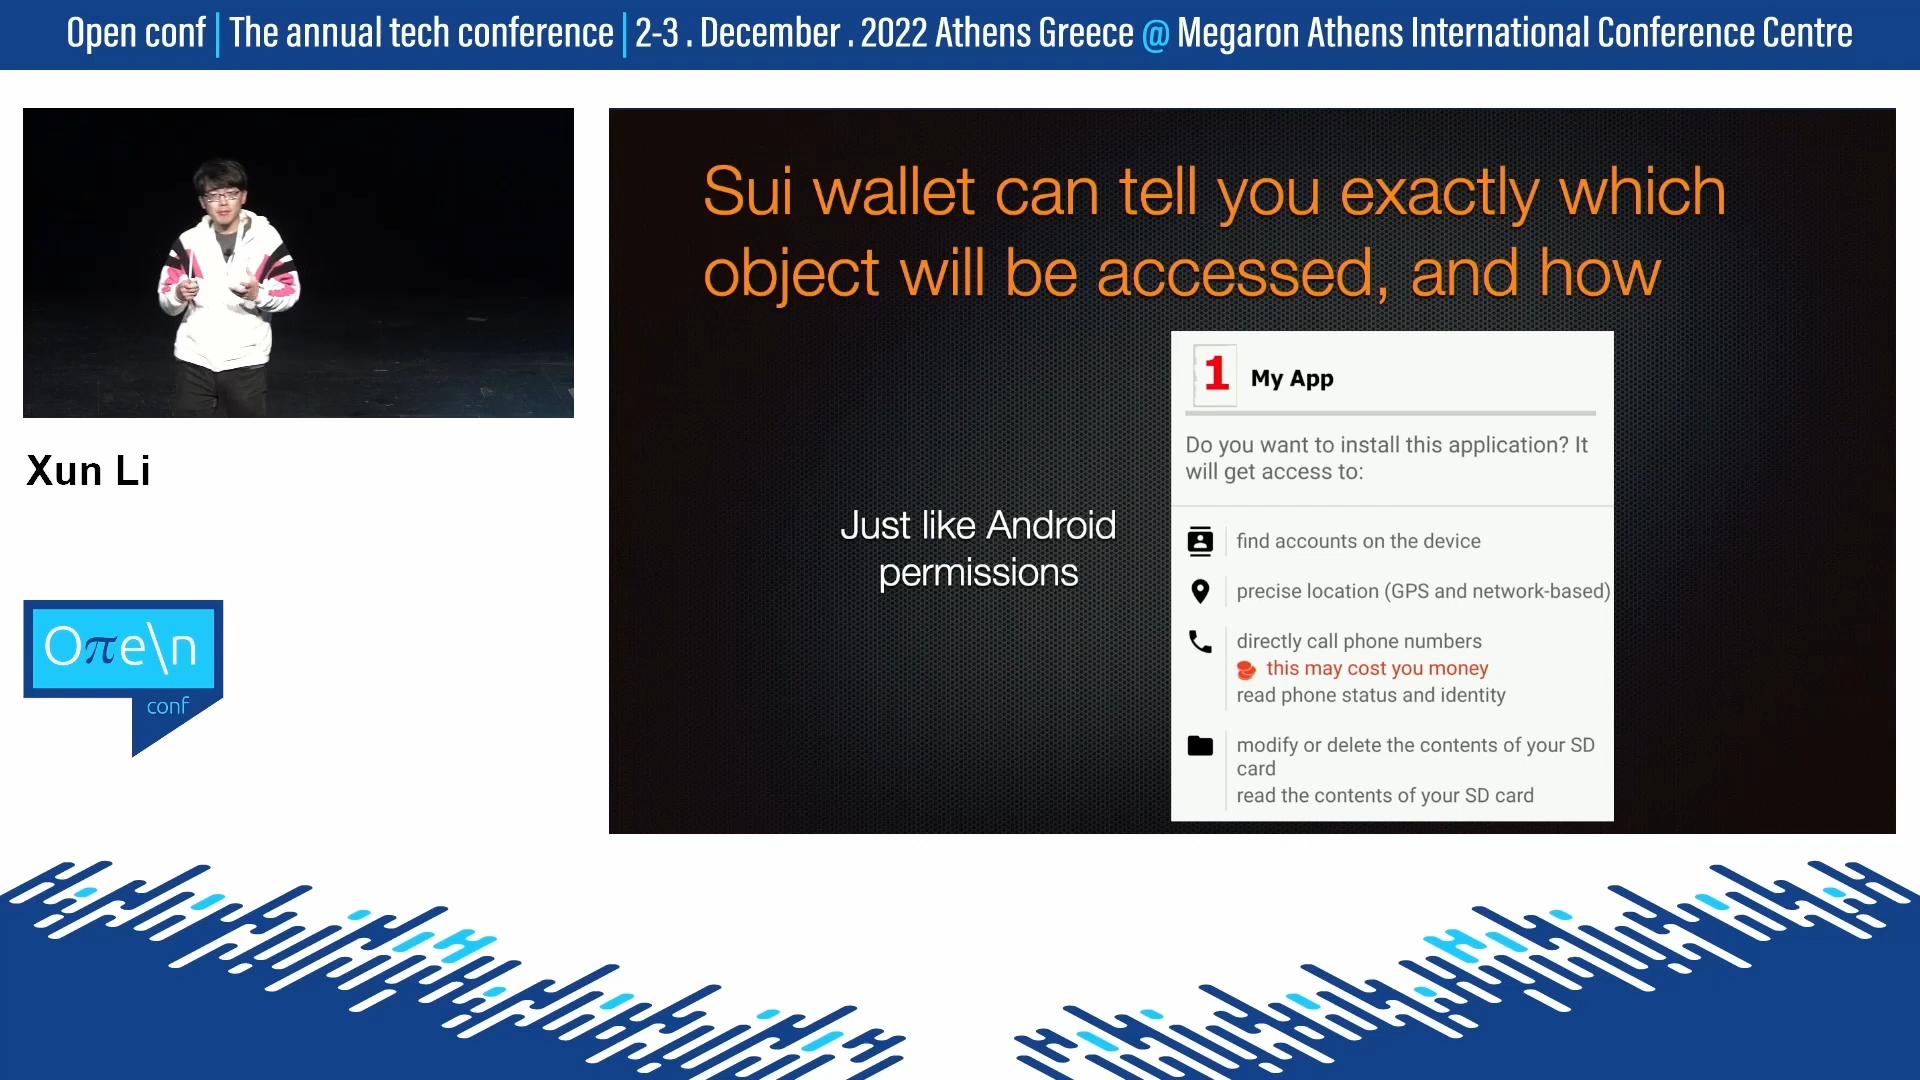 Open conf | The annual tech conference | 2-3 . December . 2022 Athens Greece @ Megaron Athens International Conference Centre
Xun Li
Oπe\n
conf
Sui wallet can tell you exactly which
object will be accessed, and how
Just like Android
permissions
1 My App
Do you want to install this application? It
will get access to:
find accounts on the device
precise location (GPS and network-based)
directly call phone numbers
this may cost you money
read phone status and identity
modify or delete the contents of your SD
card
read the contents of your SD card